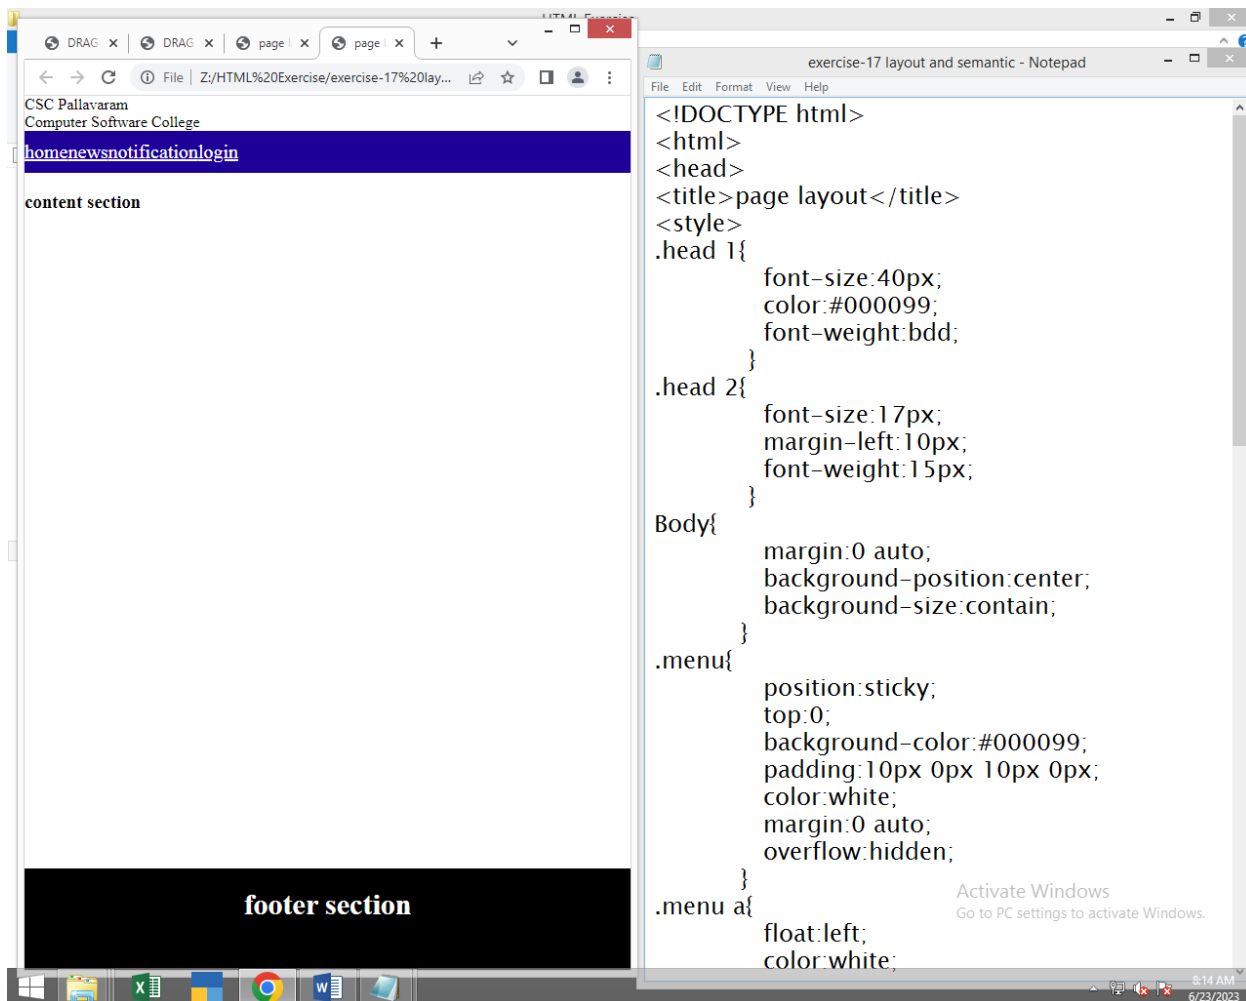 HTML Exercise
DRAG
DRAG
page l
page l
File
Z:/HTML%20Exercise/exercise-17%20lay...
CSC Pallavaram
Computer Software College
homenewsnotificationlogin
content section
footer section
exercise-17 layout and semantic - Notepad
File Edit Format View Help
<!DOCTYPE html>
<html>
<head>
<title>page layout</title>
<style>
.head 1{
font-size:40px;
color:#000099;
font-weight:bdd;
}
.head 2{
font-size:17px;
margin-left:10px;
font-weight:15px;
}
Body{
margin:0 auto;
background-position:center;
background-size:contain;
}
.menu{
position:sticky;
top:0;
background-color:#000099;
padding:10px 0px 10px 0px;
color:white;
margin:0 auto;
overflow:hidden;
}
.menu a{
float:left;
color:white;
Activate Windows
Go to PC settings to activate Windows.
8:14 AM
6/23/2023